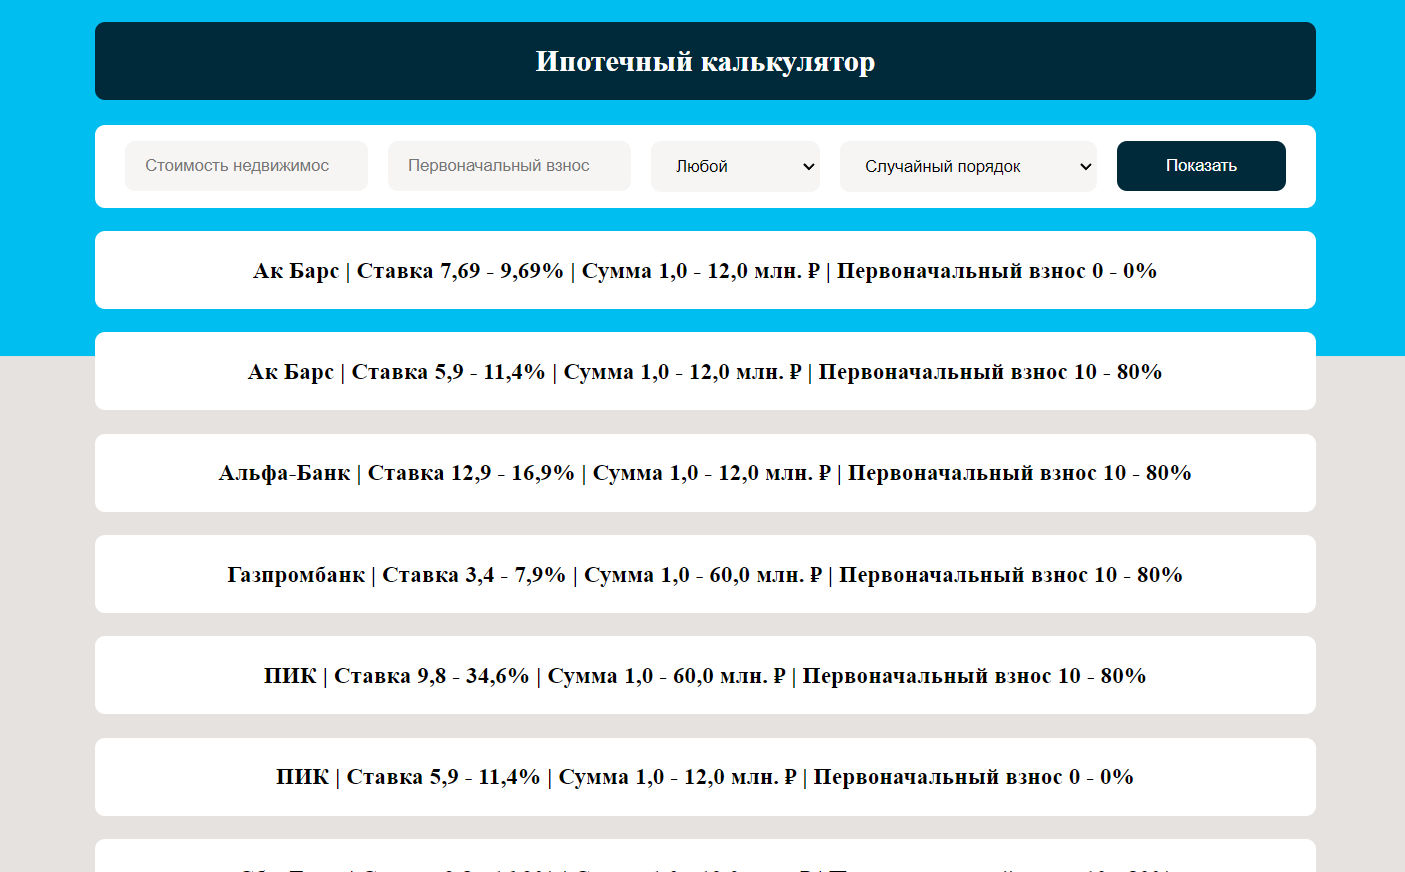 Ипотечный калькулятор
Стоимость недвижимос
Первоначальный взнос
Любой
Случайный порядок
Показать
Ак Барс | Ставка 7,69 - 9,69% | Сумма 1,0 - 12,0 млн. ₽ | Первоначальный взнос 0 - 0%
Ак Барс | Ставка 5,9 - 11,4% | Сумма 1,0 - 12,0 млн. ₽ | Первоначальный взнос 10 - 80%
Альфа-Банк | Ставка 12,9 - 16,9% | Сумма 1,0 - 12,0 млн. ₽ | Первоначальный взнос 10 - 80%
Газпромбанк | Ставка 3,4 - 7,9% | Сумма 1,0 - 60,0 млн. ₽ | Первоначальный взнос 10 - 80%
ПИК | Ставка 9,8 - 34,6% | Сумма 1,0 - 60,0 млн. ₽ | Первоначальный взнос 10 - 80%
ПИК | Ставка 5,9 - 11,4% | Сумма 1,0 - 12,0 млн. ₽ | Первоначальный взнос 0 - 0%